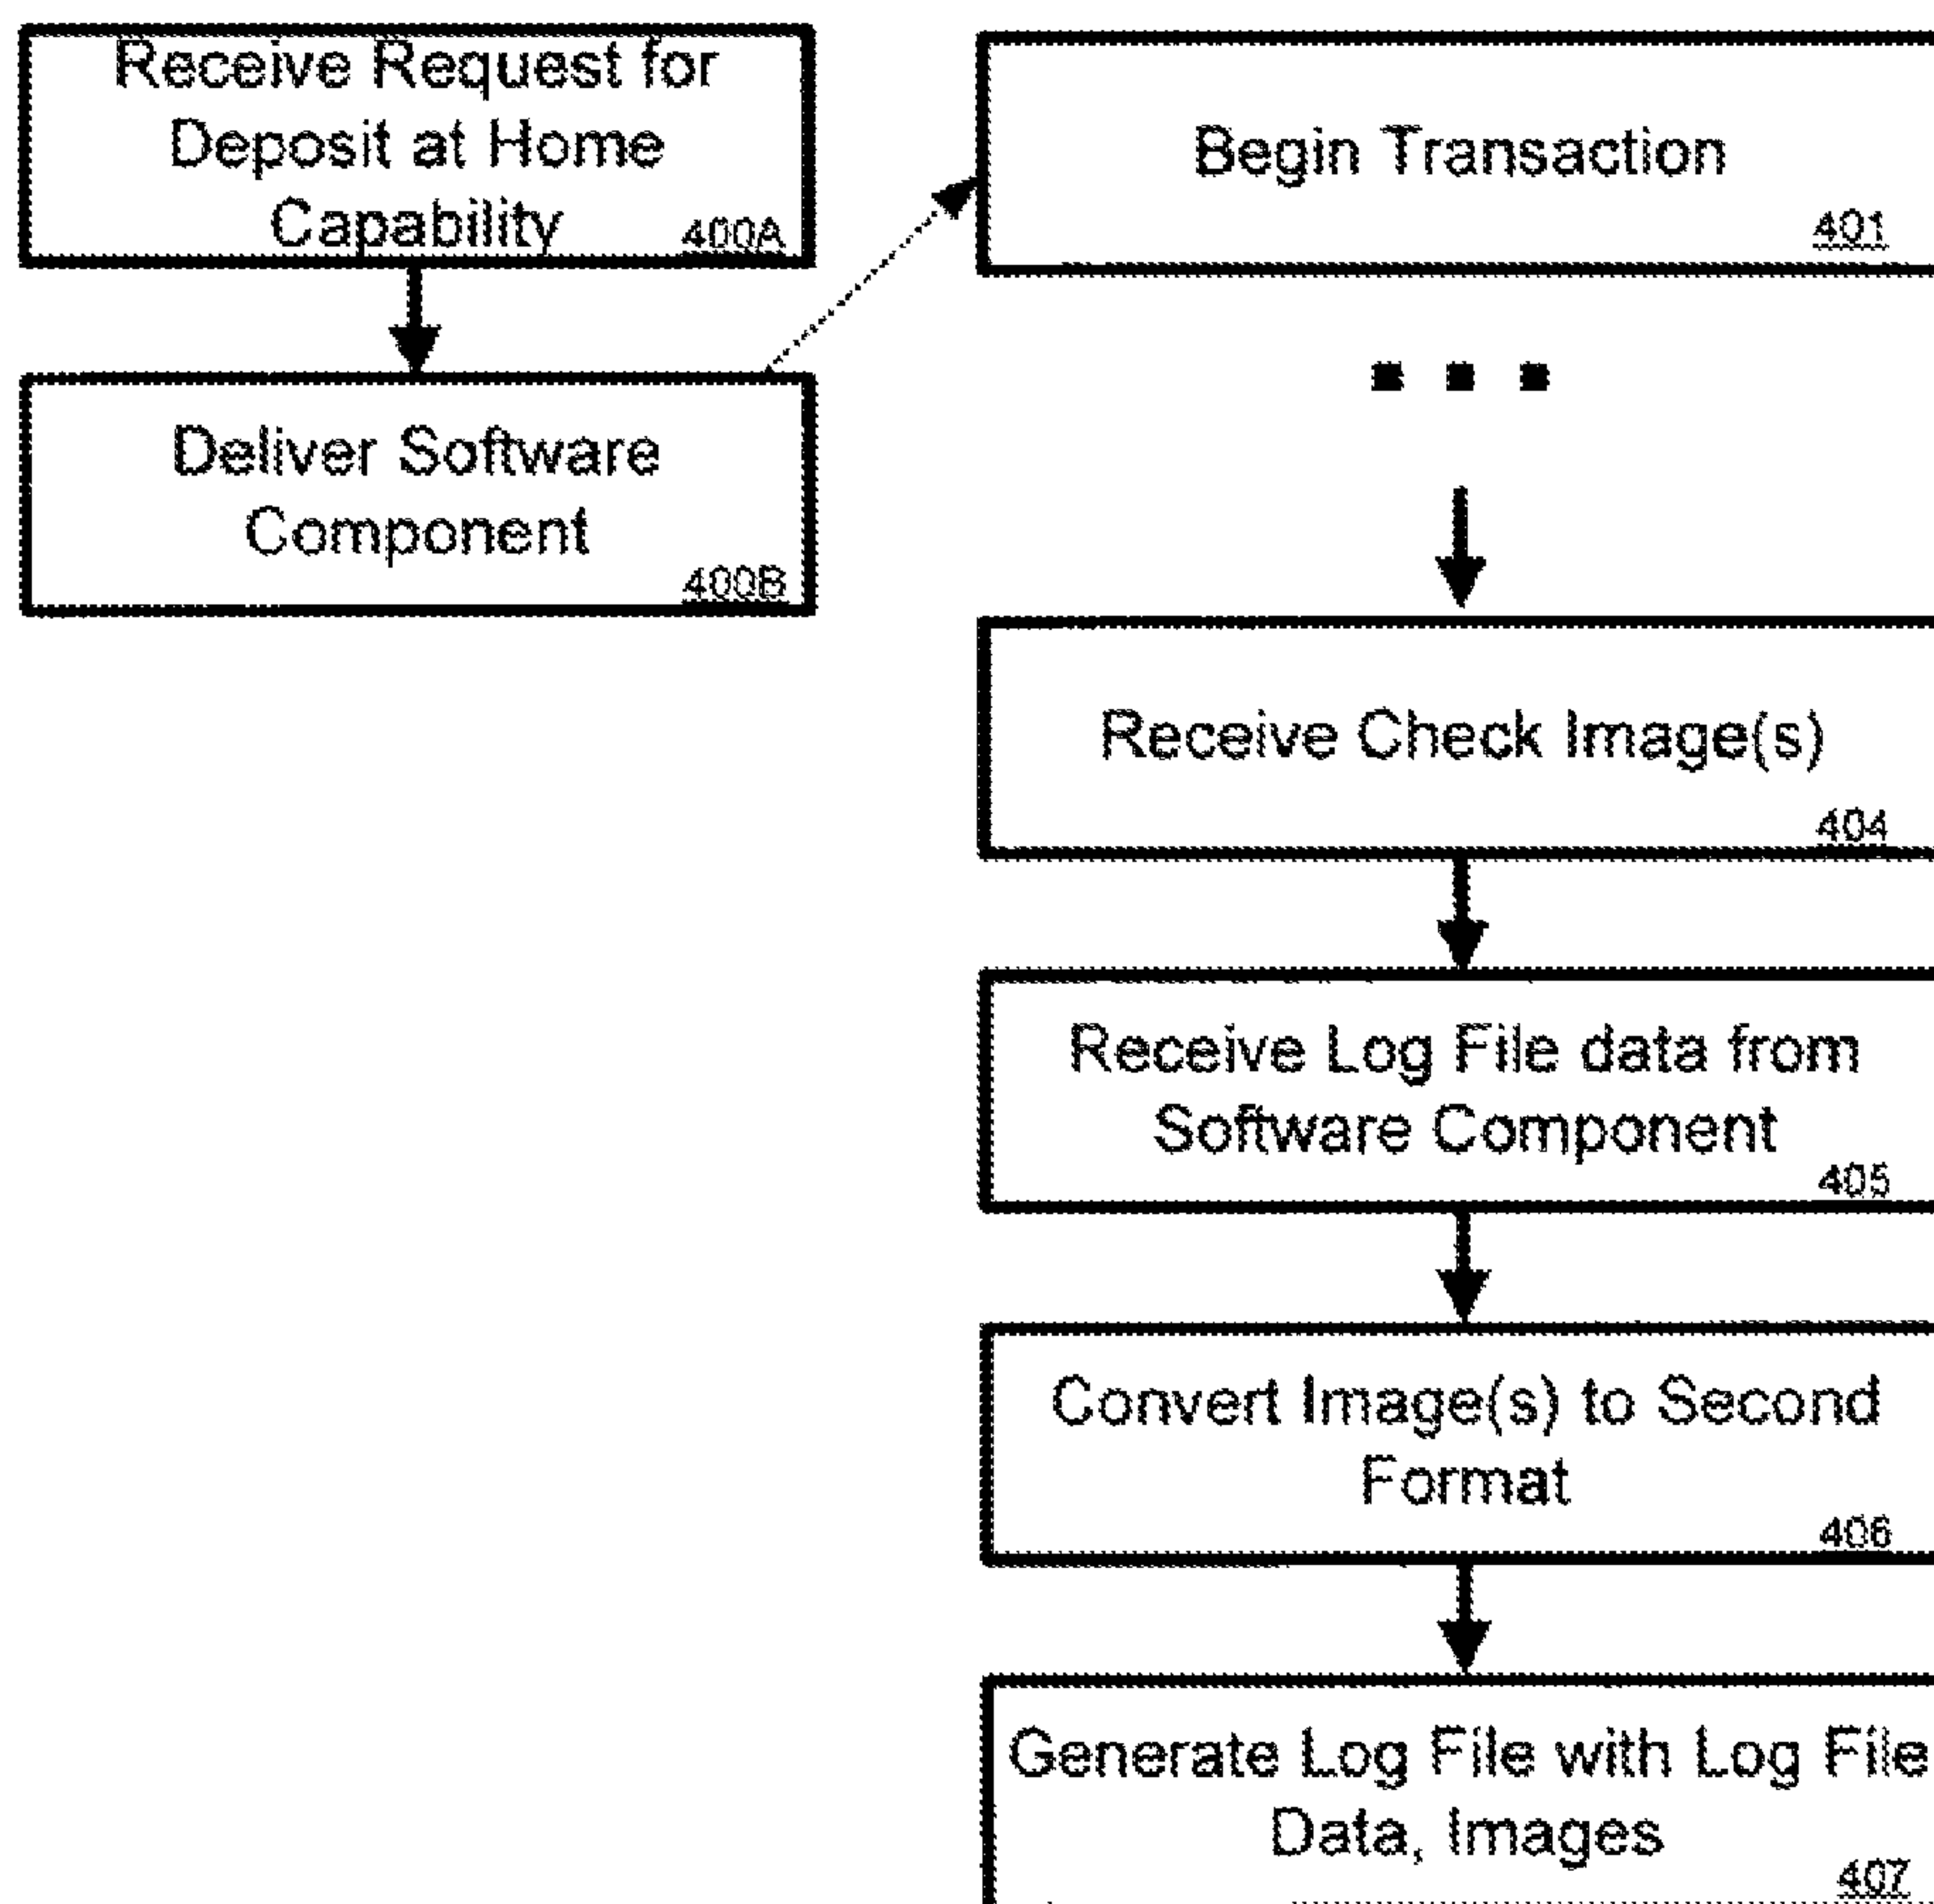 Receive Request for
Deposit at Home
Capability
400A
Deliver Software
Component
400B
Begin Transaction
401
Receive Check Image(s)
404
Receive Log File data from
Software Component
405
Convert Image(s) to Second
Format
406
Generate Log File with Log File
Data, Images
407